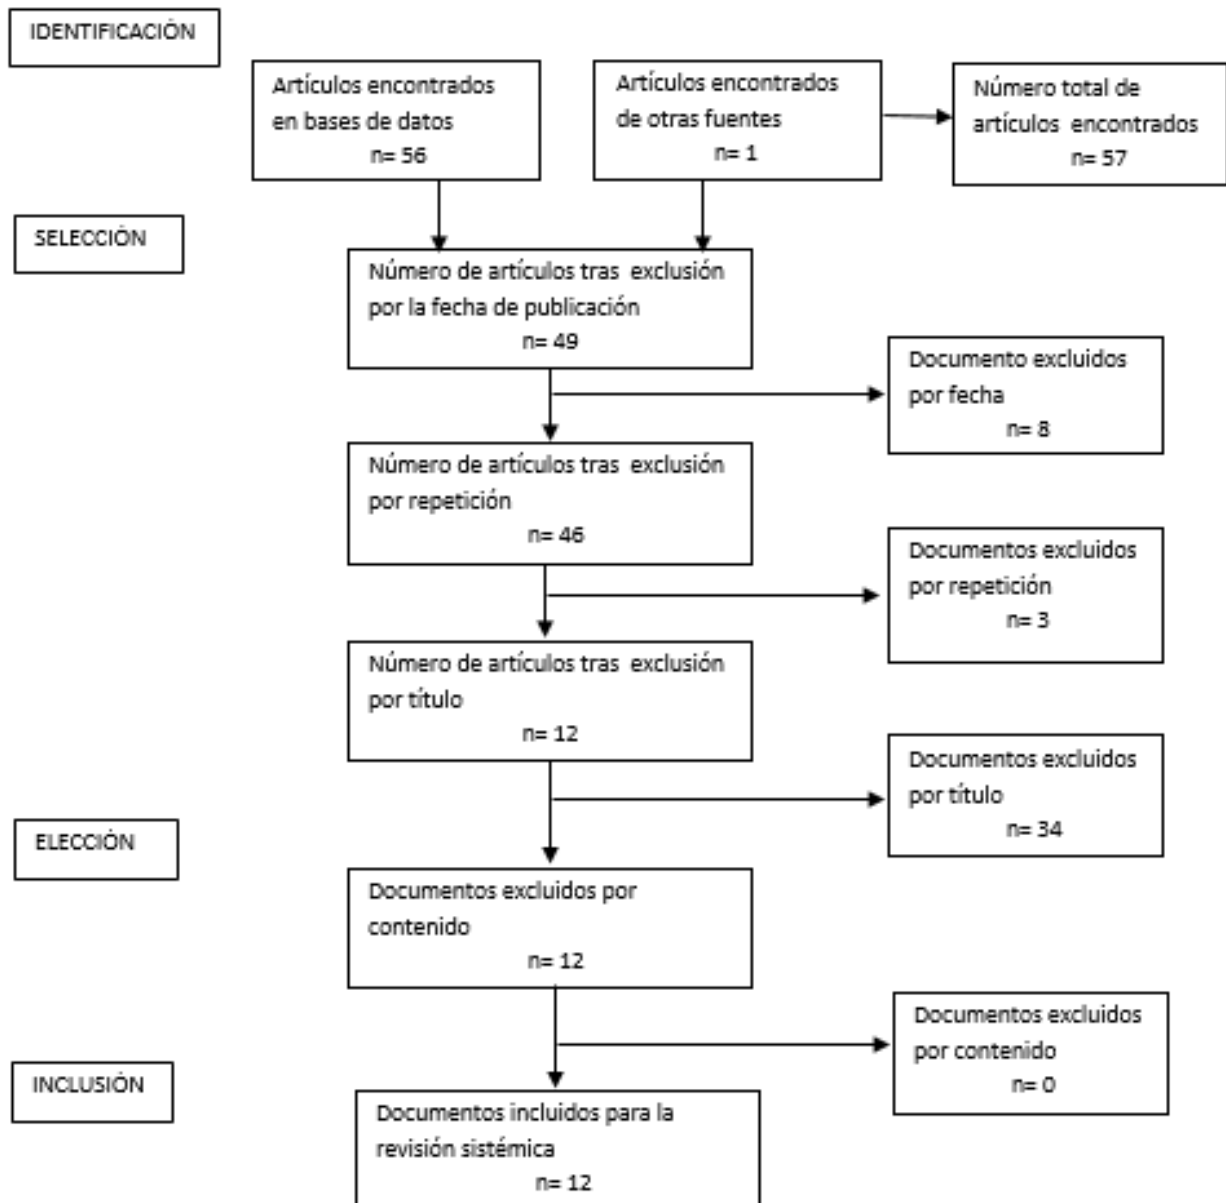 IDENTIFICACIÓN
Artículos encontrados
en bases de datos
n= 56
Artículos encontrados
de otras fuentes
n= 1
Número total de
artículos encontrados
n= 57
SELECCIÓN
Número de artículos tras exclusión
por la fecha de publicación
n= 49
Documento excluidos
por fecha
n= 8
Número de artículos tras exclusión
por repetición
n= 46
Documentos excluidos
por repetición
n= 3
Número de artículos tras exclusión
por título
n= 12
Documentos excluidos
por título
n= 34
ELECCIÓN
Documentos excluidos por
contenido
n= 12
Documentos excluidos
por contenido
n= 0
INCLUSIÓN
Documentos incluidos para la
revisión sistémica
n= 12